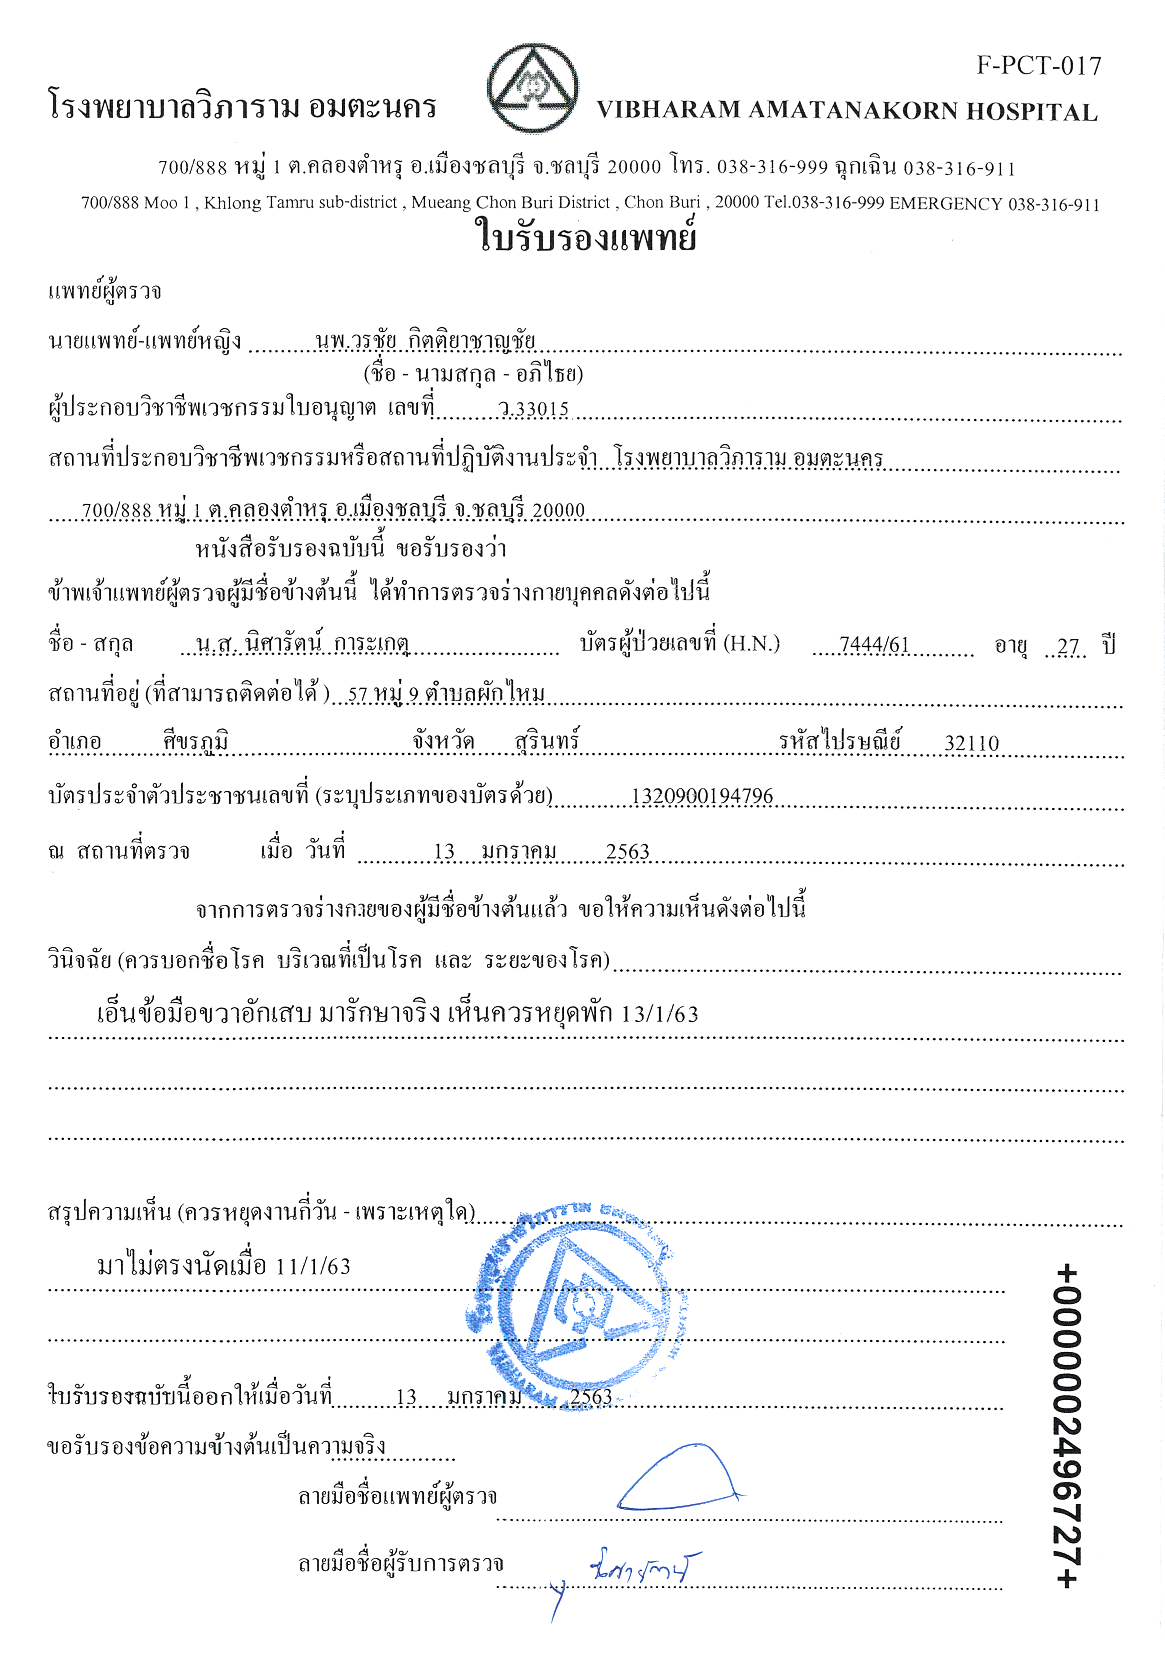 F-PCT-017
โรงพยาบาลวิภาราม อมตะนคร VIBHARAM AMATANAKORN HOSPITAL
700/888 หมู่ 1 ต.คลองตำหรุ อ.เมืองชลบุรี จ.ชลบุรี 20000 โทร. 038-316-999 ฉุกเฉิน 038-316-911
700/888 Moo 1 , Khlong Tamru sub-district , Mueang Chon Buri District , Chon Buri , 20000 Tel.038-316-999 EMERGENCY 038-316-911
ใบรับรองแพทย์
แพทย์ผู้ตรวจ
นายแพทย์-แพทย์หญิง นพ.วรชัย กิตติยาชาญชัย
(ชื่อ - นามสกุล - อภิไธย)
ผู้ประกอบวิชาชีพเวชกรรมใบอนุญาต เลขที่ ว.33015
สถานที่ประกอบวิชาชีพเวชกรรมหรือสถานที่ปฏิบัติงานประจำ โรงพยาบาลวิภาราม อมตะนคร
700/888 หมู่ 1 ต.คลองตำหรุ อ.เมืองชลบุรี จ.ชลบุรี 20000
หนังสือรับรองฉบับนี้ ขอรับรองว่า
ข้าพเจ้าแพทย์ผู้ตรวจผู้มีชื่อข้างต้นนี้ ได้ทำการตรวจร่างกายบุคคลดังต่อไปนี้
ชื่อ - สกุล น.ส. นิศารัตน์ การะเกตุ บัตรผู้ป่วยเลขที่ (H.N.) 7444/61 อายุ 27 ปี
สถานที่อยู่ (ที่สามารถติดต่อได้ ) 57 หมู่ 9 ตำบลผักไหม
อำเภอ ศีขรภูมิ จังหวัด สุรินทร์ รหัสไปรษณีย์ 32110
บัตรประจำตัวประชาชนเลขที่ (ระบุประเภทของบัตรด้วย) 1320900194796
ณ สถานที่ตรวจ เมื่อ วันที่ 13 มกราคม 2563
จากการตรวจร่างกายของผู้มีชื่อข้างต้นแล้ว ขอให้ความเห็นดังต่อไปนี้
วินิจฉัย (ควรบอกชื่อโรค บริเวณที่เป็นโรค และ ระยะของโรค)
เอ็นข้อมือขวาอักเสบ มารักษาจริง เห็นควรหยุดพัก 13/1/63
สรุปความเห็น (ควรหยุดงานกี่วัน - เพราะเหตุใด)
มาไม่ตรงนัดเมื่อ 11/1/63
ใบรับรองฉบับนี้ออกให้เมื่อวันที่ 13 มกราคม 2563
ขอรับรองข้อความข้างต้นเป็นความจริง
ลายมือชื่อแพทย์ผู้ตรวจ
ลายมือชื่อผู้รับการตรวจ นิศารัตน์
+0000002496727+